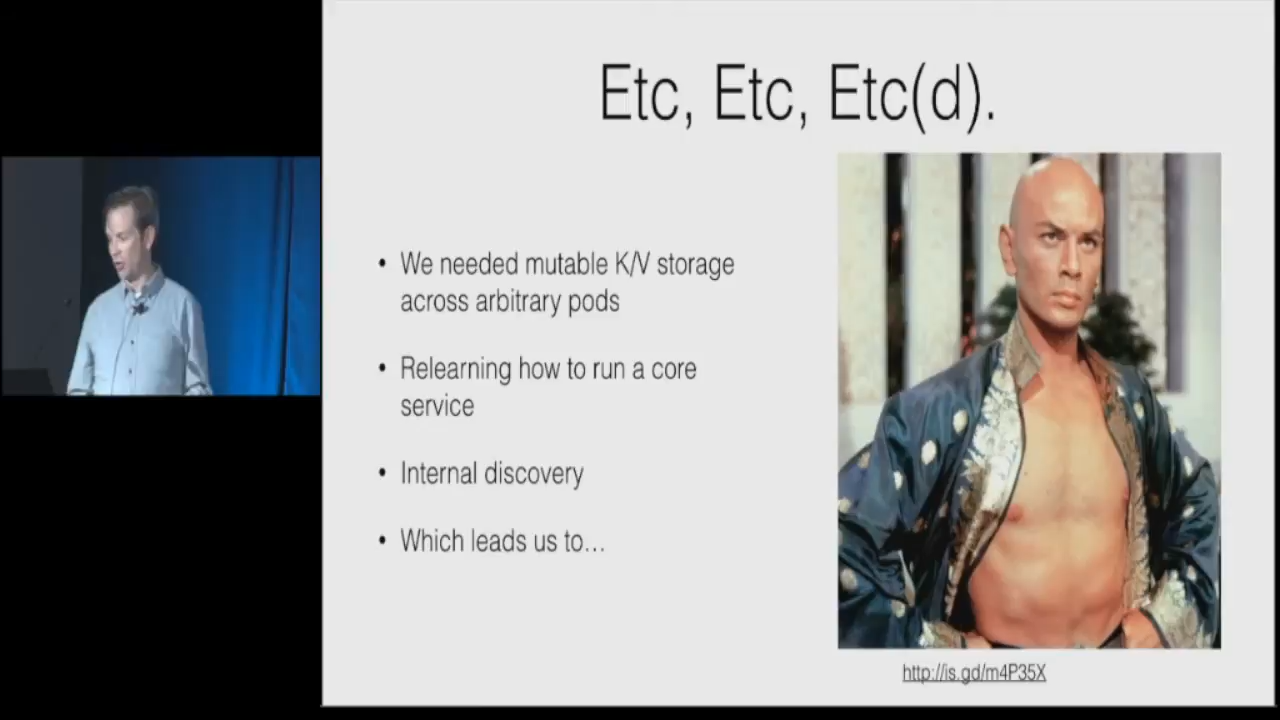 Etc, Etc, Etc(d).
• We needed mutable K/V storage
across arbitrary pods
• Relearning how to run a core
service
• Internal discovery
• Which leads us to…
http://is.gd/m4P35X